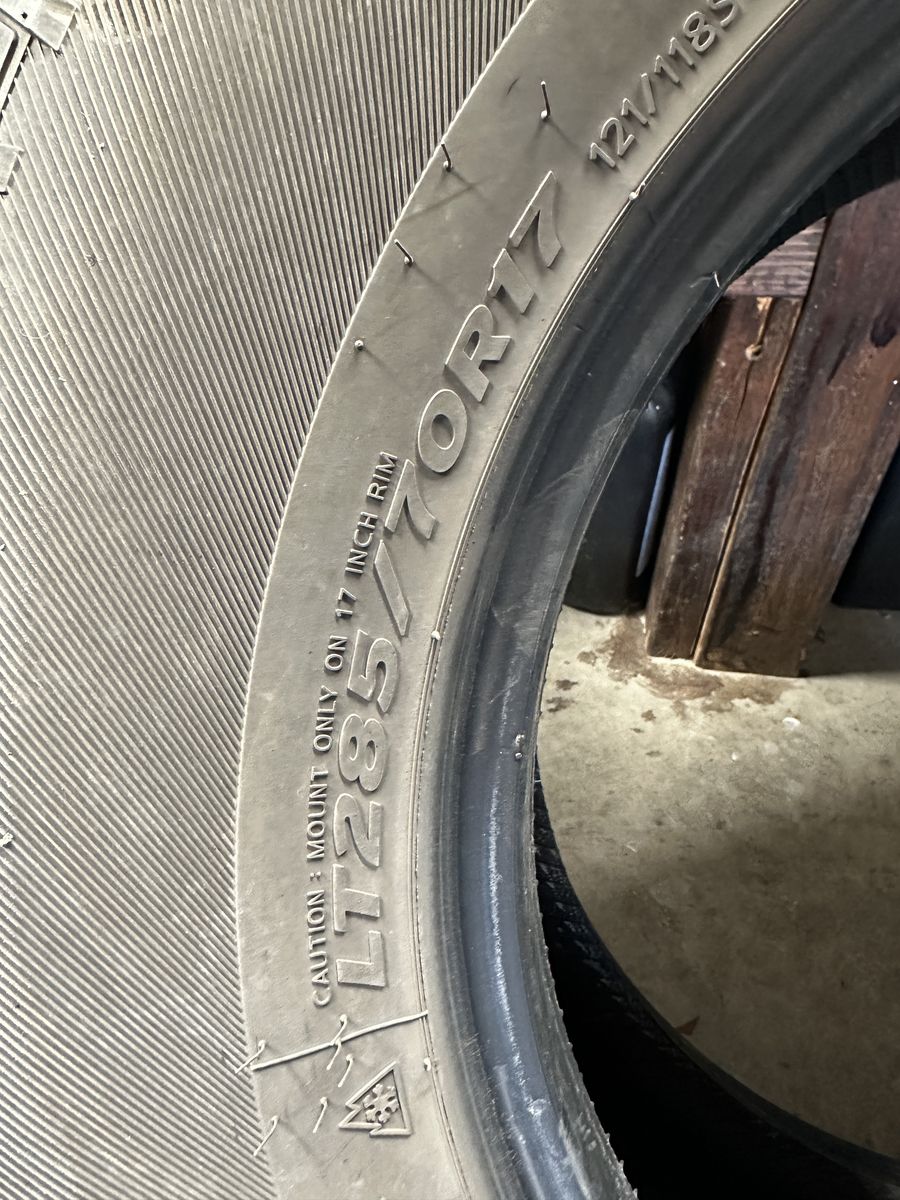 CAUTION : MOUNT ONLY ON 17 INCH RIM
LT285/70R17
121/118S